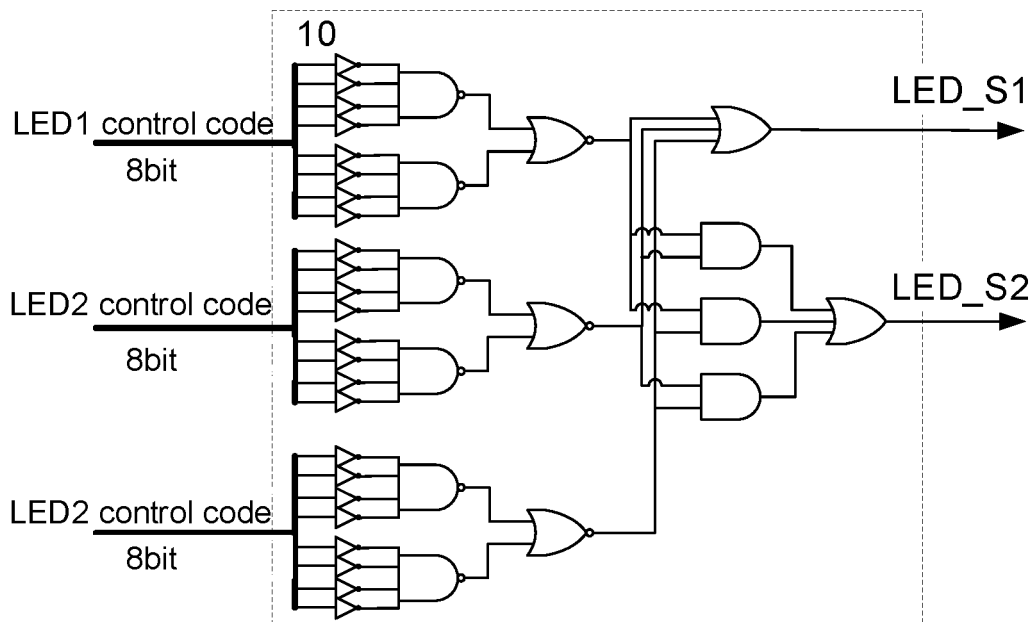 10
LED_S1
LED1 control code
8bit
LED2 control code
8bit
LED_S2
LED2 control code
8bit